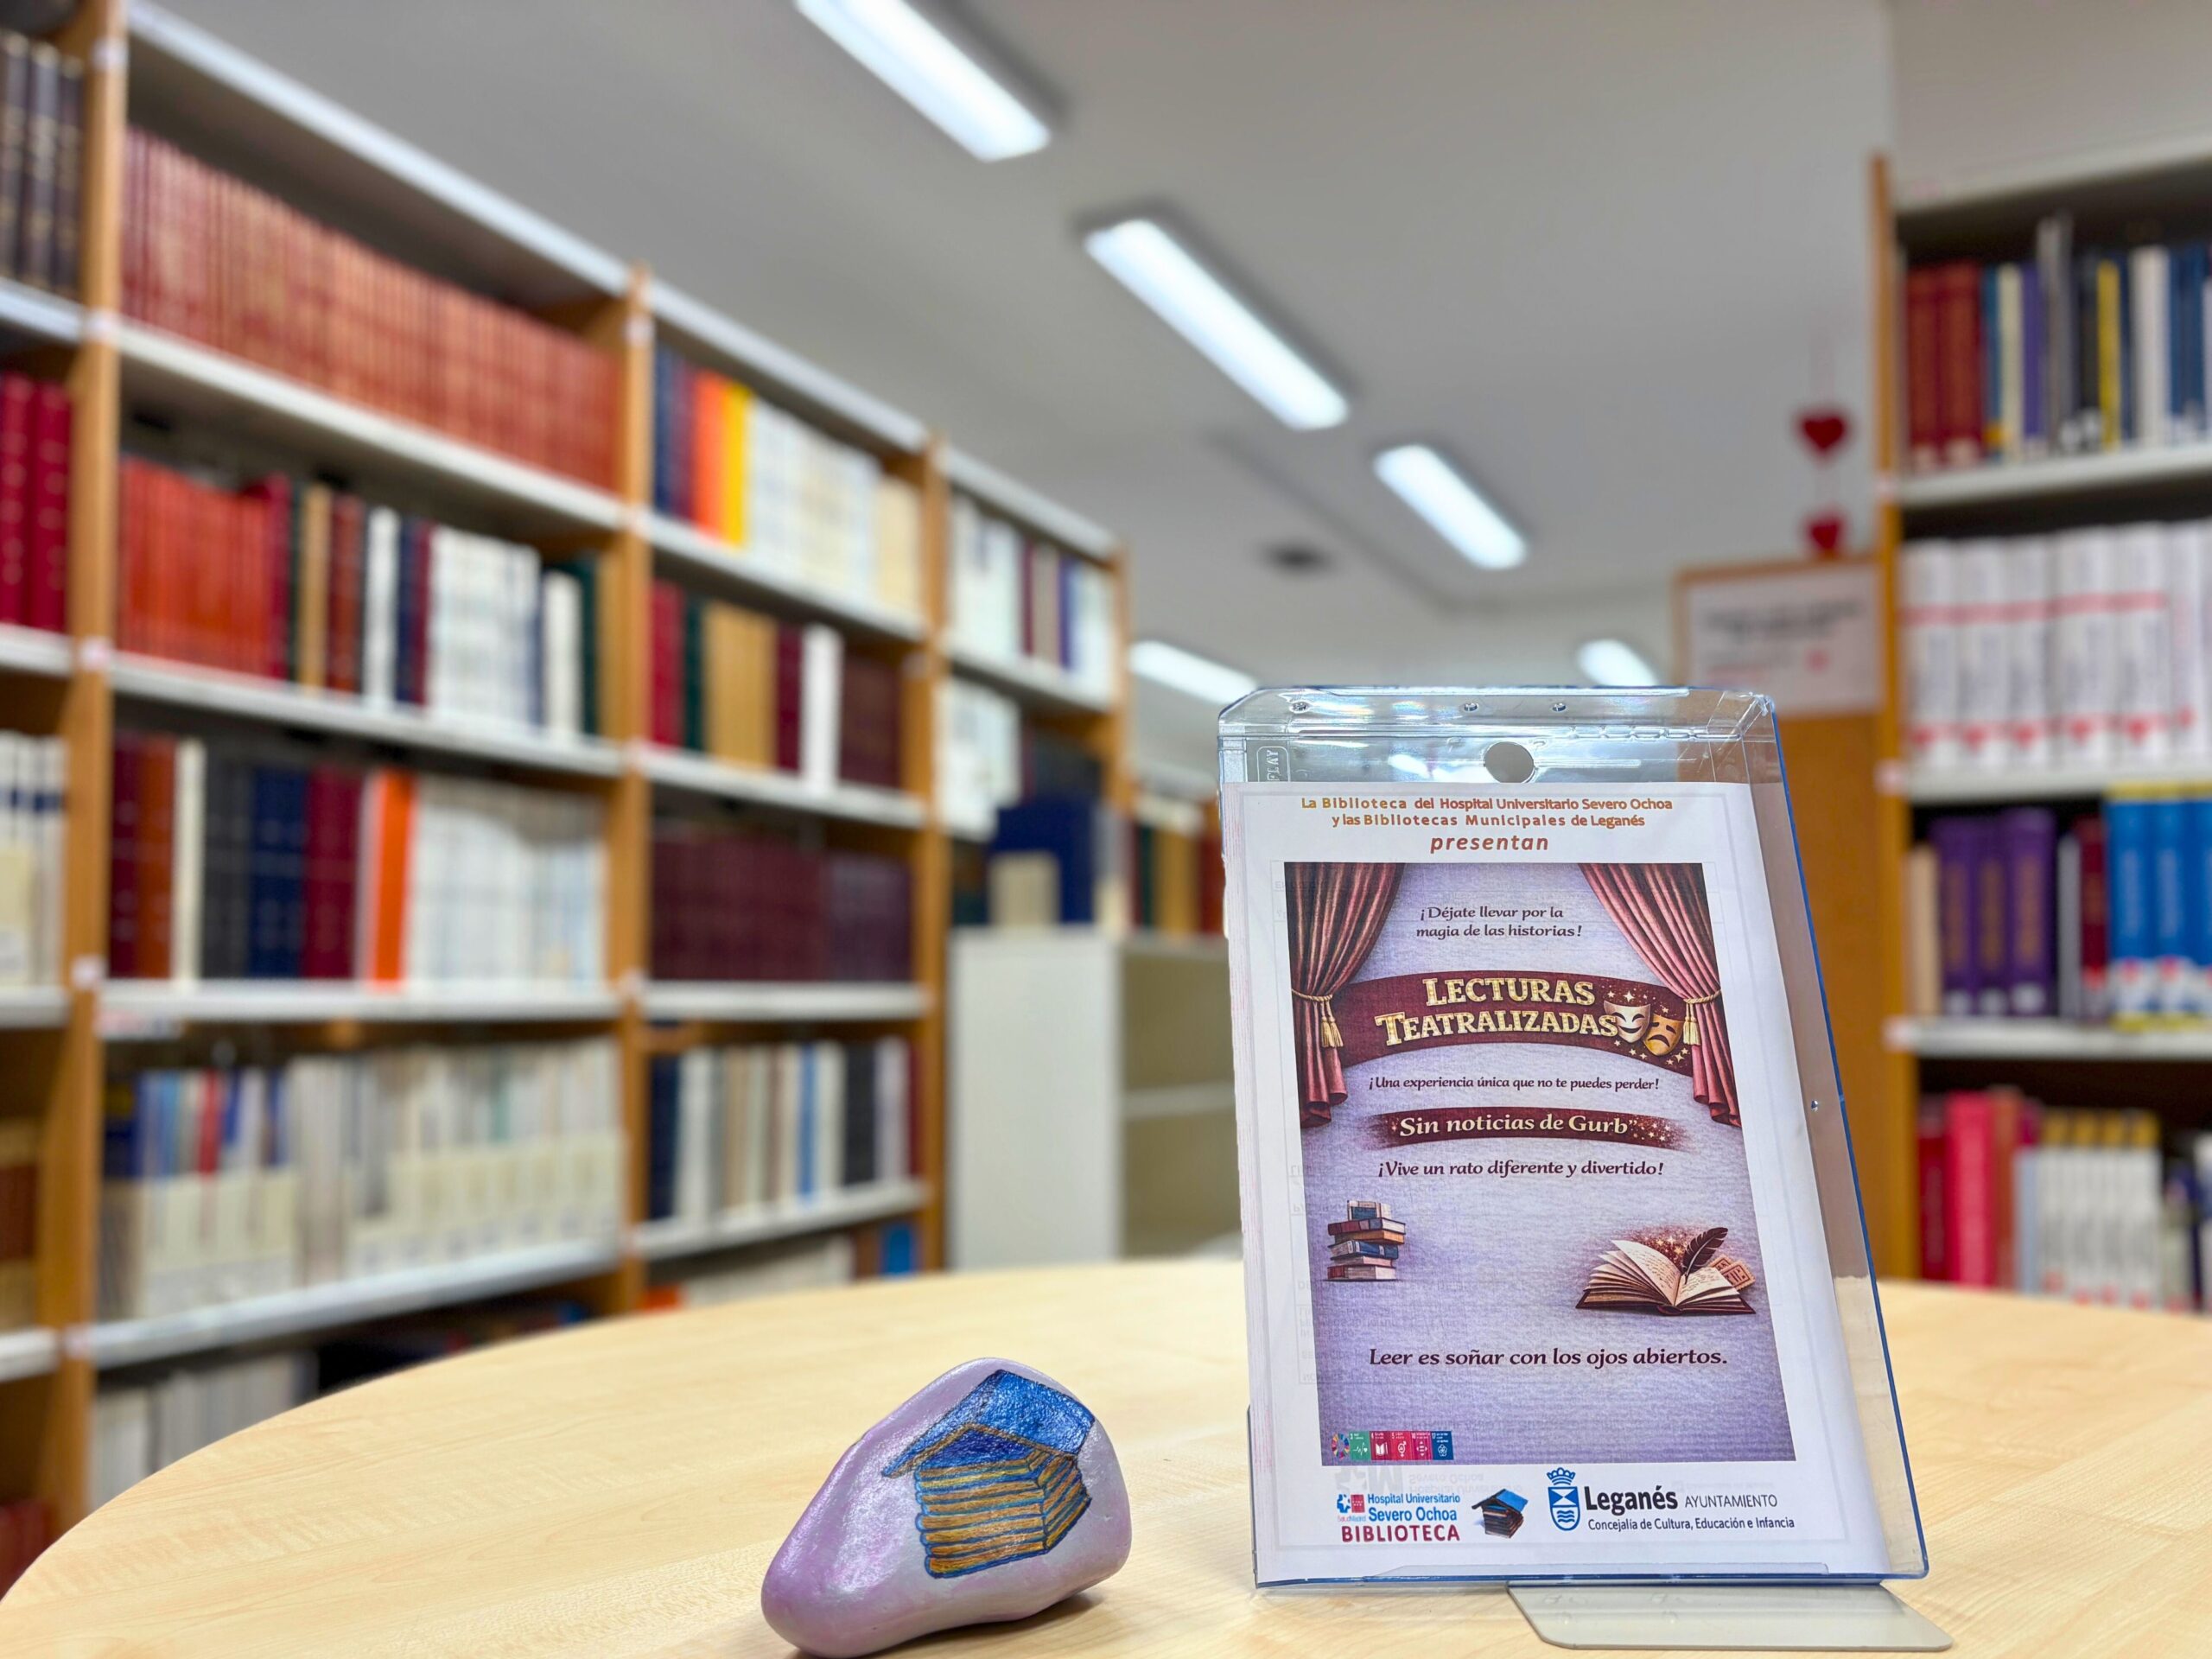 PLAY
La Biblioteca del Hospital Universitario Severo Ochoa
y las Bibliotecas Municipales de Leganés
presentan
¡Déjate llevar por la
magia de las historias!
LECTURAS
TEATRALIZADAS
¡Una experiencia única que no te puedes perder!
Sin noticias de Gurb”
¡Vive un rato diferente y divertido!
Leer es soñar con los ojos abiertos.
Hospital Universitario
Severo Ochoa
BIBLIOTECA
Leganés AYUNTAMIENTO
Concejalía de Cultura, Educación e Infancia